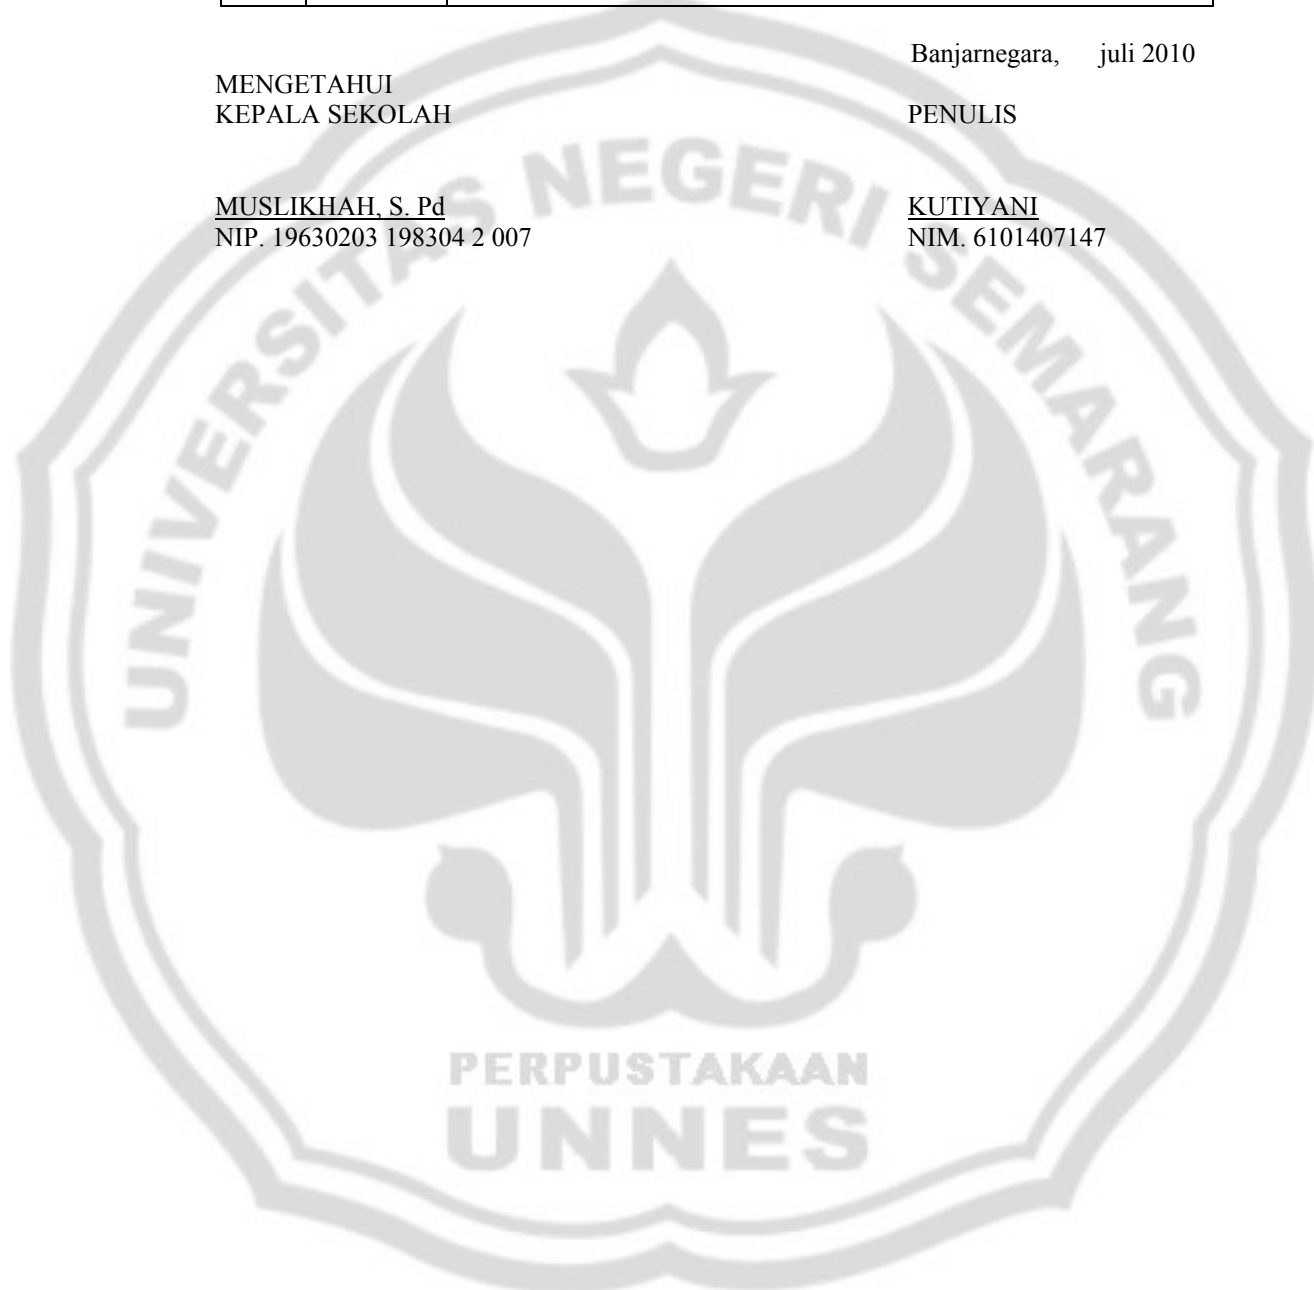 Banjarnegara, juli 2010
MENGETAHUI
KEPALA SEKOLAH PENULIS
MUSLIKHAH, S. Pd KUTIYANI
NIP. 19630203 198304 2 007 NIM. 6101407147
UNIVERSITAS NEGERI SEMARANG
PERPUSTAKAAN
UNNES